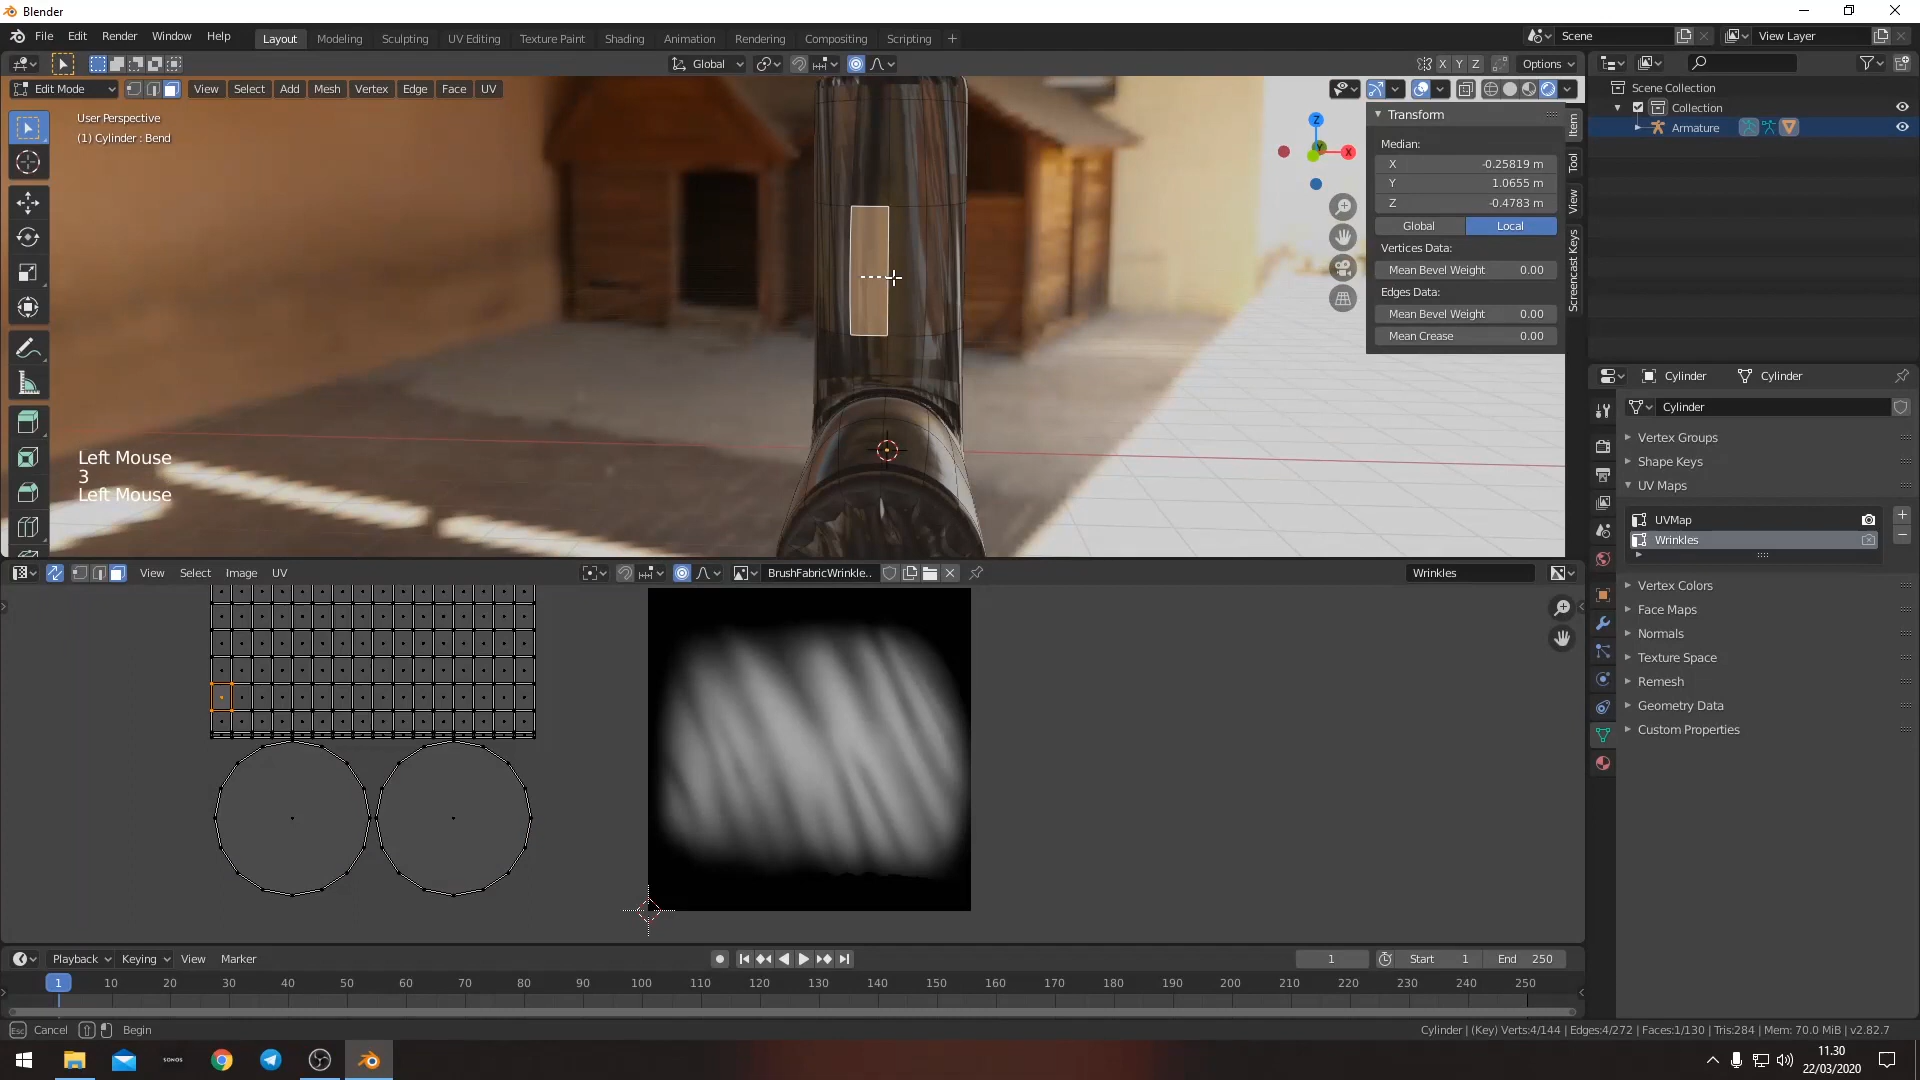 Blender
File Edit Render Window Help
Layout Modeling Sculpting UV Editing Texture Paint Shading Animation Rendering Compositing Scripting +
Scene
View Layer
Global
X Y Z
Options
Edit Mode
View Select Add Mesh Vertex Edge Face UV
User Perspective
(1) Cylinder : Bend
Z
Y
X
Transform
Median:
X -0.25819 m
Y 1.0655 m
Z -0.4783 m
Global Local
Vertices Data:
Mean Bevel Weight 0.00
Edges Data:
Mean Bevel Weight 0.00
Mean Crease 0.00
Item
Tool
View
Screencast Keys
Left Mouse
3
Left Mouse
Scene Collection
Collection
Armature
Cylinder Cylinder
Cylinder
Vertex Groups
Shape Keys
UV Maps
UVMap
Wrinkles
Vertex Colors
Face Maps
Normals
Texture Space
Remesh
Geometry Data
Custom Properties
View Select Image UV
BrushFabricWrinkle..
Wrinkles
Playback Keying View Marker
1
Start 1
End 250
1 10 20 30 40 50 60 70 80 90 100 110 120 130 140 150 160 170 180 190 200 210 220 230 240 250
Esc Cancel Begin
Cylinder | (Key) Verts:4/144 | Edges:4/272 | Faces:1/130 | Tris:284 | Mem: 70.0 MiB | v2.82.7
SONOS
11.30
22/03/2020